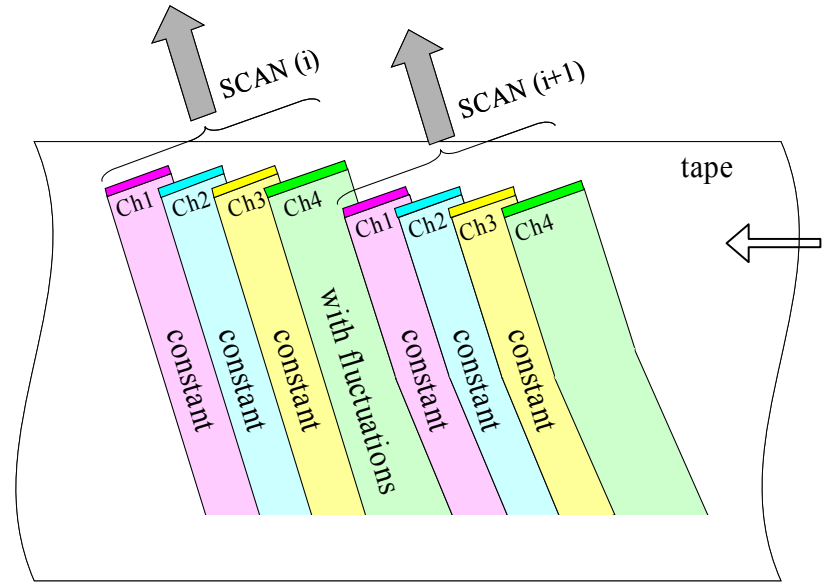 SCAN (i)
SCAN (i+1)
tape
Ch1
Ch2
Ch3
Ch4
Ch1
Ch2
Ch3
Ch4
constant
constant
constant
with fluctuations
constant
constant
constant